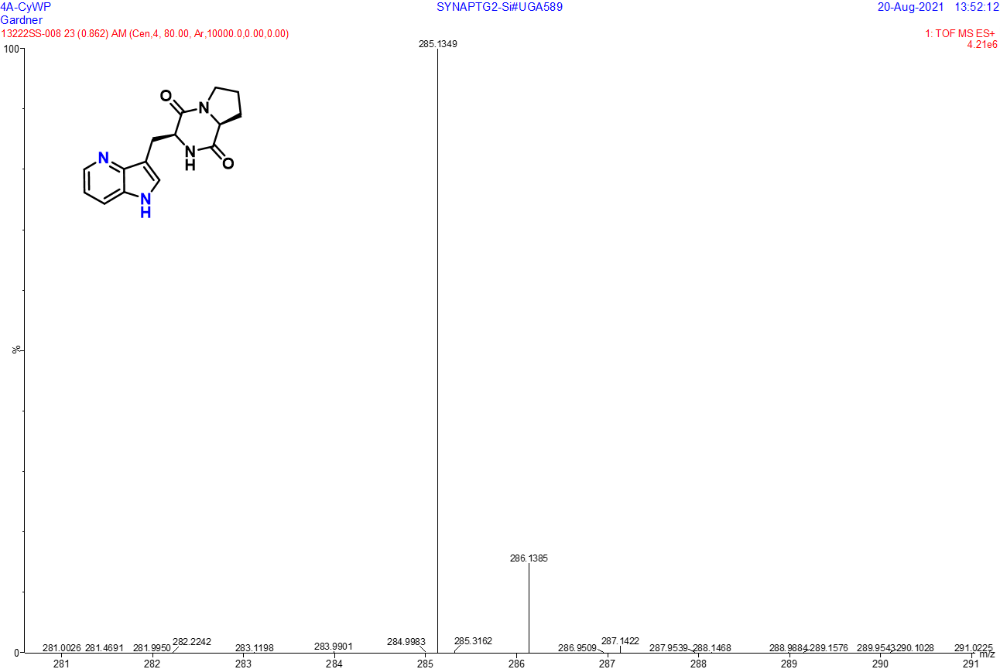 4A-CyWP SYNAPTG2-Si#UGA589 20-Aug-2021 13:52:12
Gardner
13222SS-008 23 (0.862) AM (Cen,4, 80.00, Ar,10000.0,0.00,0.00) 1: TOF MS ES+
4.21e6
100
285.1349
O
N
N
H
O
N
N
H
%
286.1385
0
281.0026 281.4691 281.9950 282.2242 283.1198 283.9901 284.9983 285.3162 286.9509 287.1422 287.9539 288.1468 288.9884 289.1576 289.9543 290.1028 291.0225
m/z
281 282 283 284 285 286 287 288 289 290 291